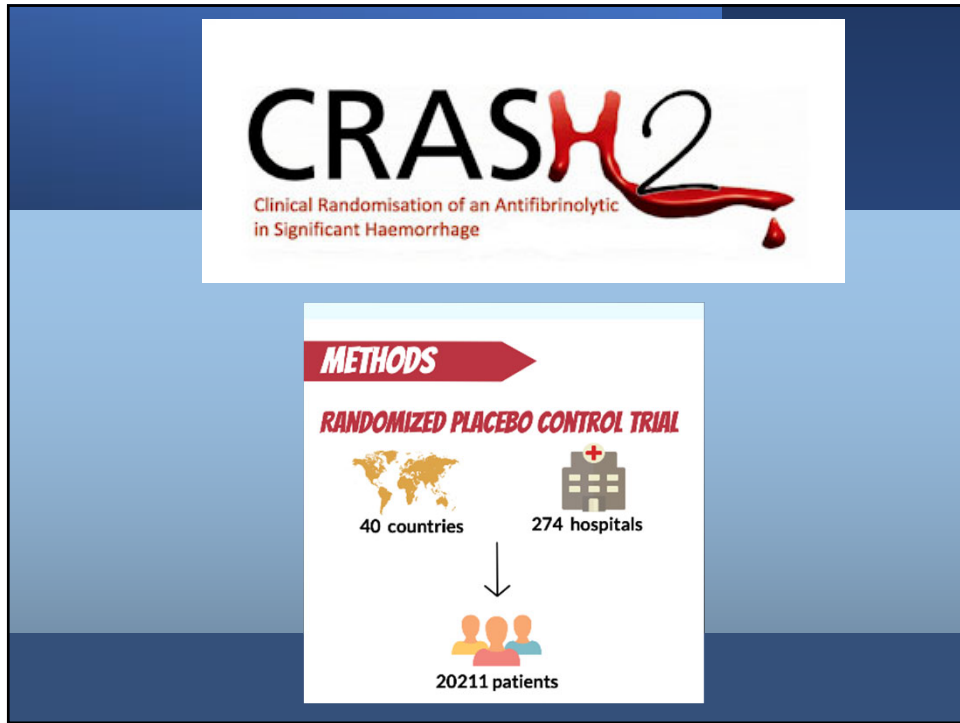 CRASH2
Clinical Randomisation of an Antifibrinolytic
in Significant Haemorrhage
METHODS
RANDOMIZED PLACEBO CONTROL TRIAL
40 countries
274 hospitals
20211 patients